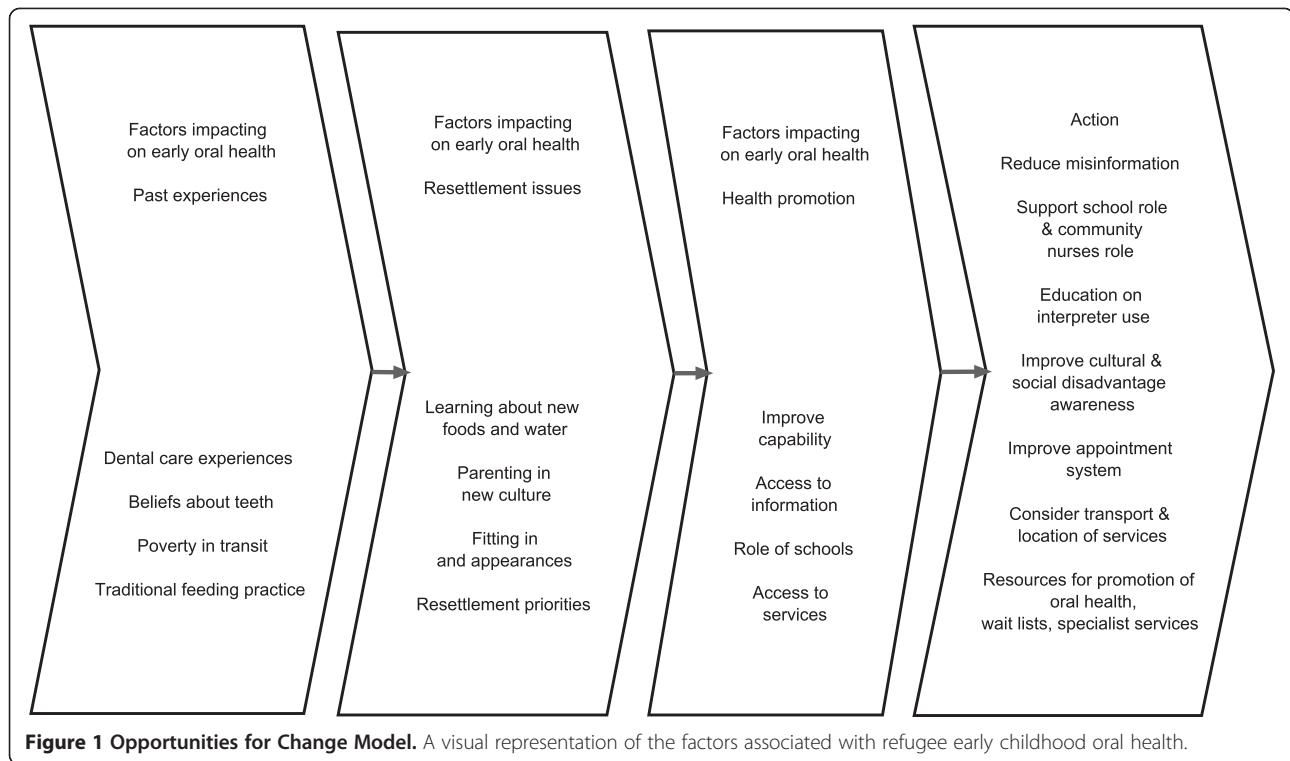 Factors impacting
on early oral health
Past experiences
Dental care experiences
Beliefs about teeth
Poverty in transit
Traditional feeding practice
Factors impacting
on early oral health
Resettlement issues
Learning about new
foods and water
Parenting in
new culture
Fitting in
and appearances
Resettlement priorities
Factors impacting
on early oral health
Health promotion
Improve
capability
Access to
information
Role of schools
Access to
services
Action
Reduce misinformation
Support school role
& community
nurses role
Education on
interpreter use
Improve cultural &
social disadvantage
awareness
Improve appointment
system
Consider transport &
location of services
Resources for promotion of
oral health,
wait lists, specialist services
Figure 1 Opportunities for Change Model. A visual representation of the factors associated with refugee early childhood oral health.